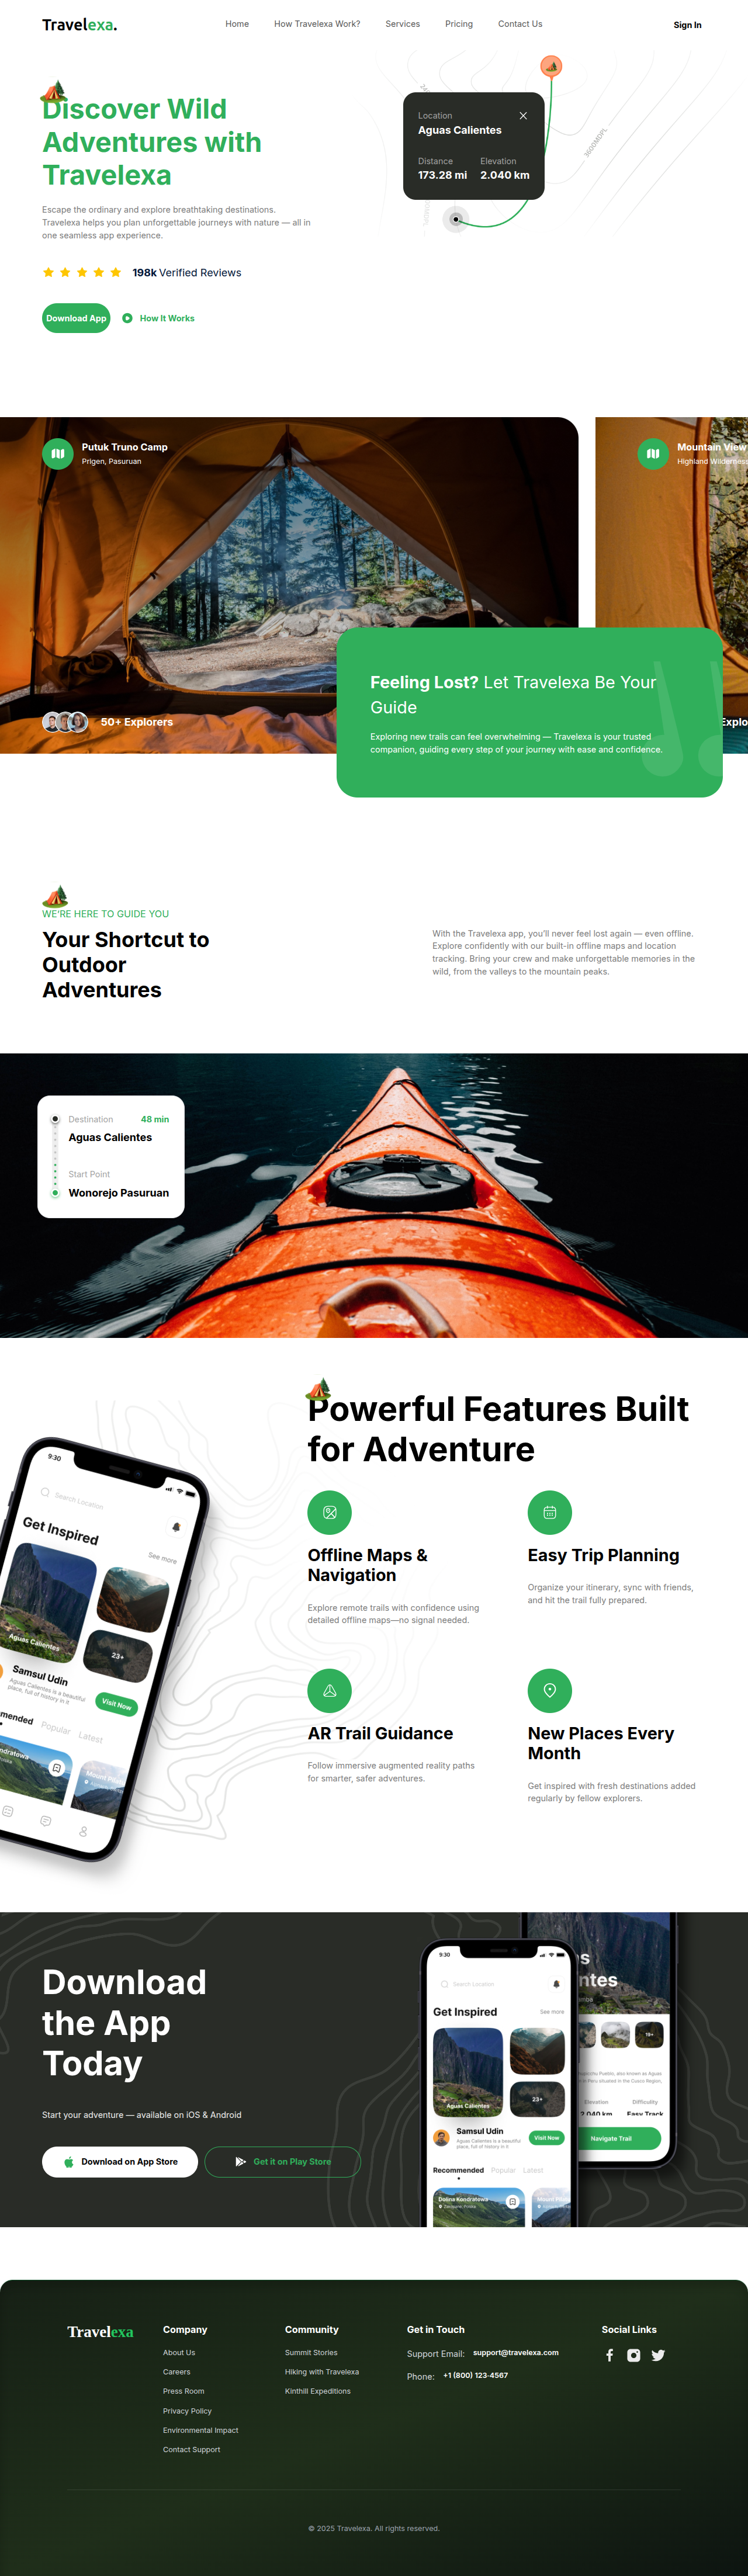 Travelexa.
Home How Travelexa Work? Services Pricing Contact Us
Sign In
Discover Wild
Adventures with
Travelexa
Escape the ordinary and explore breathtaking destinations.
Travelexa helps you plan unforgettable journeys with nature — all in
one seamless app experience.
198k Verified Reviews
Download App
How It Works
Location
Aguas Calientes
Distance Elevation
173.28 mi 2.040 km
Putuk Truno Camp
Prigen, Pasuruan
50+ Explorers
Mountain View
Highland Wilderness
Feeling Lost? Let Travelexa Be Your
Guide
Exploring new trails can feel overwhelming — Travelexa is your trusted
companion, guiding every step of your journey with ease and confidence.
WE'RE HERE TO GUIDE YOU
Your Shortcut to
Outdoor
Adventures
With the Travelexa app, you'll never feel lost again — even offline.
Explore confidently with our built-in offline maps and location
tracking. Bring your crew and make unforgettable memories in the
wild, from the valleys to the mountain peaks.
Destination 48 min
Aguas Calientes
Start Point
Wonorejo Pasuruan
Powerful Features Built
for Adventure
Offline Maps &
Navigation
Explore remote trails with confidence using
detailed offline maps—no signal needed.
Easy Trip Planning
Organize your itinerary, sync with friends,
and hit the trail fully prepared.
AR Trail Guidance
Follow immersive augmented reality paths
for smarter, safer adventures.
New Places Every
Month
Get inspired with fresh destinations added
regularly by fellow explorers.
9:30
Search Location
Get Inspired
See more
Aguas Calientes
23+
Samsul Udin
Aguas Calientes is a beautiful
place, full of history in it
Visit Now
Popular
Latest
Download
the App
Today
Start your adventure — available on iOS & Android
Download on App Store
Get it on Play Store
9:30
Search Location
Get Inspired
See more
Aguas Calientes
23+
Samsul Udin
Aguas Calientes is a beautiful
place, full of history in it
Visit Now
Recommended Popular Latest
19+
Elevation Difficulity
2.040 km Easy Track
Navigate Trail
Travelexa
Company
About Us
Careers
Press Room
Privacy Policy
Environmental Impact
Contact Support
Community
Summit Stories
Hiking with Travelexa
Kinthill Expeditions
Get in Touch
Support Email: support@travelexa.com
Phone: +1 (800) 123-4567
Social Links
© 2025 Travelexa. All rights reserved.